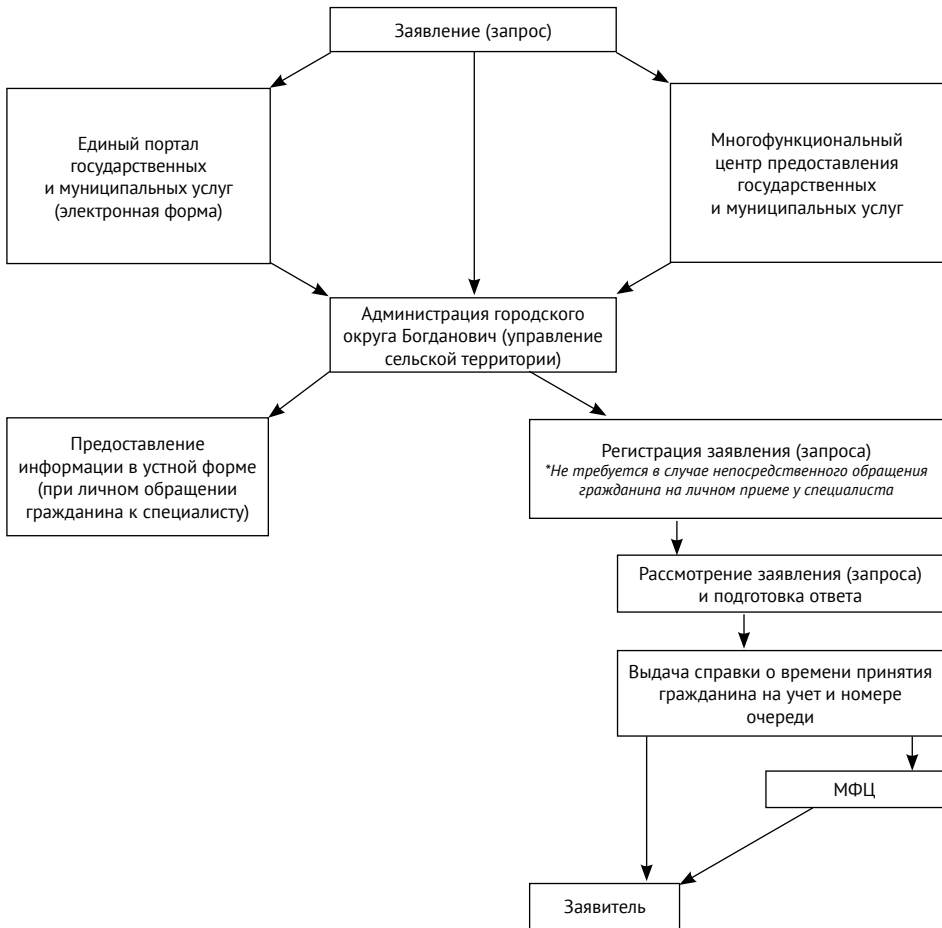 Заявление (запрос)
Единый портал
государственных
и муниципальных услуг
(электронная форма)
Многофункциональный
центр предоставления
государственных
и муниципальных услуг
Администрация городского
округа Богданович (управление
сельской территории)
Предоставление
информации в устной форме
(при личном обращении
гражданина к специалисту)
Регистрация заявления (запроса)
*Не требуется в случае непосредственного обращения
гражданина на личном приеме у специалиста
Рассмотрение заявления (запроса)
и подготовка ответа
Выдача справки о времени принятия
гражданина на учет и номере
очереди
МФЦ
Заявитель